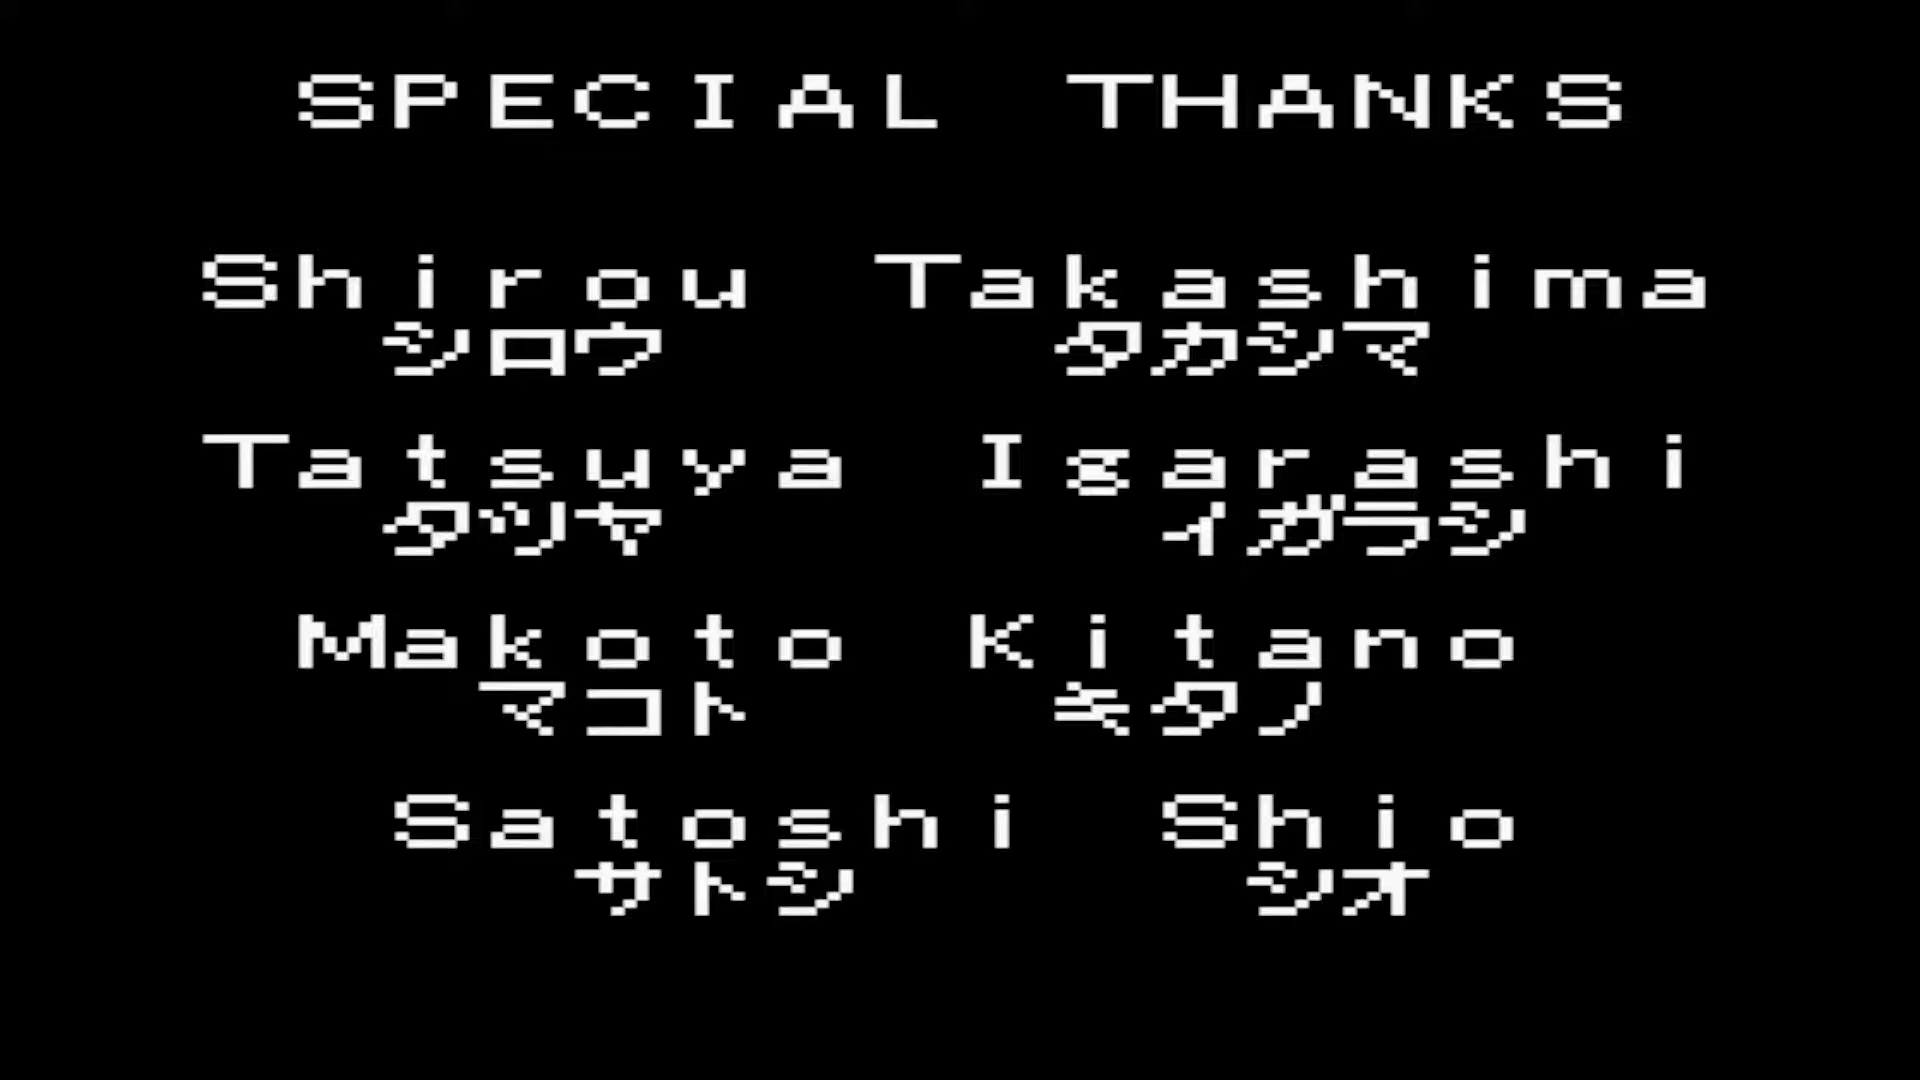 SPECIAL THANKS
Shirou Takashima
シロウ タカシマ
Tatsuya Igarashi
タツヤ イガラシ
Makoto Kitano
マコト キタノ
Satoshi Shio
サトシ シオ